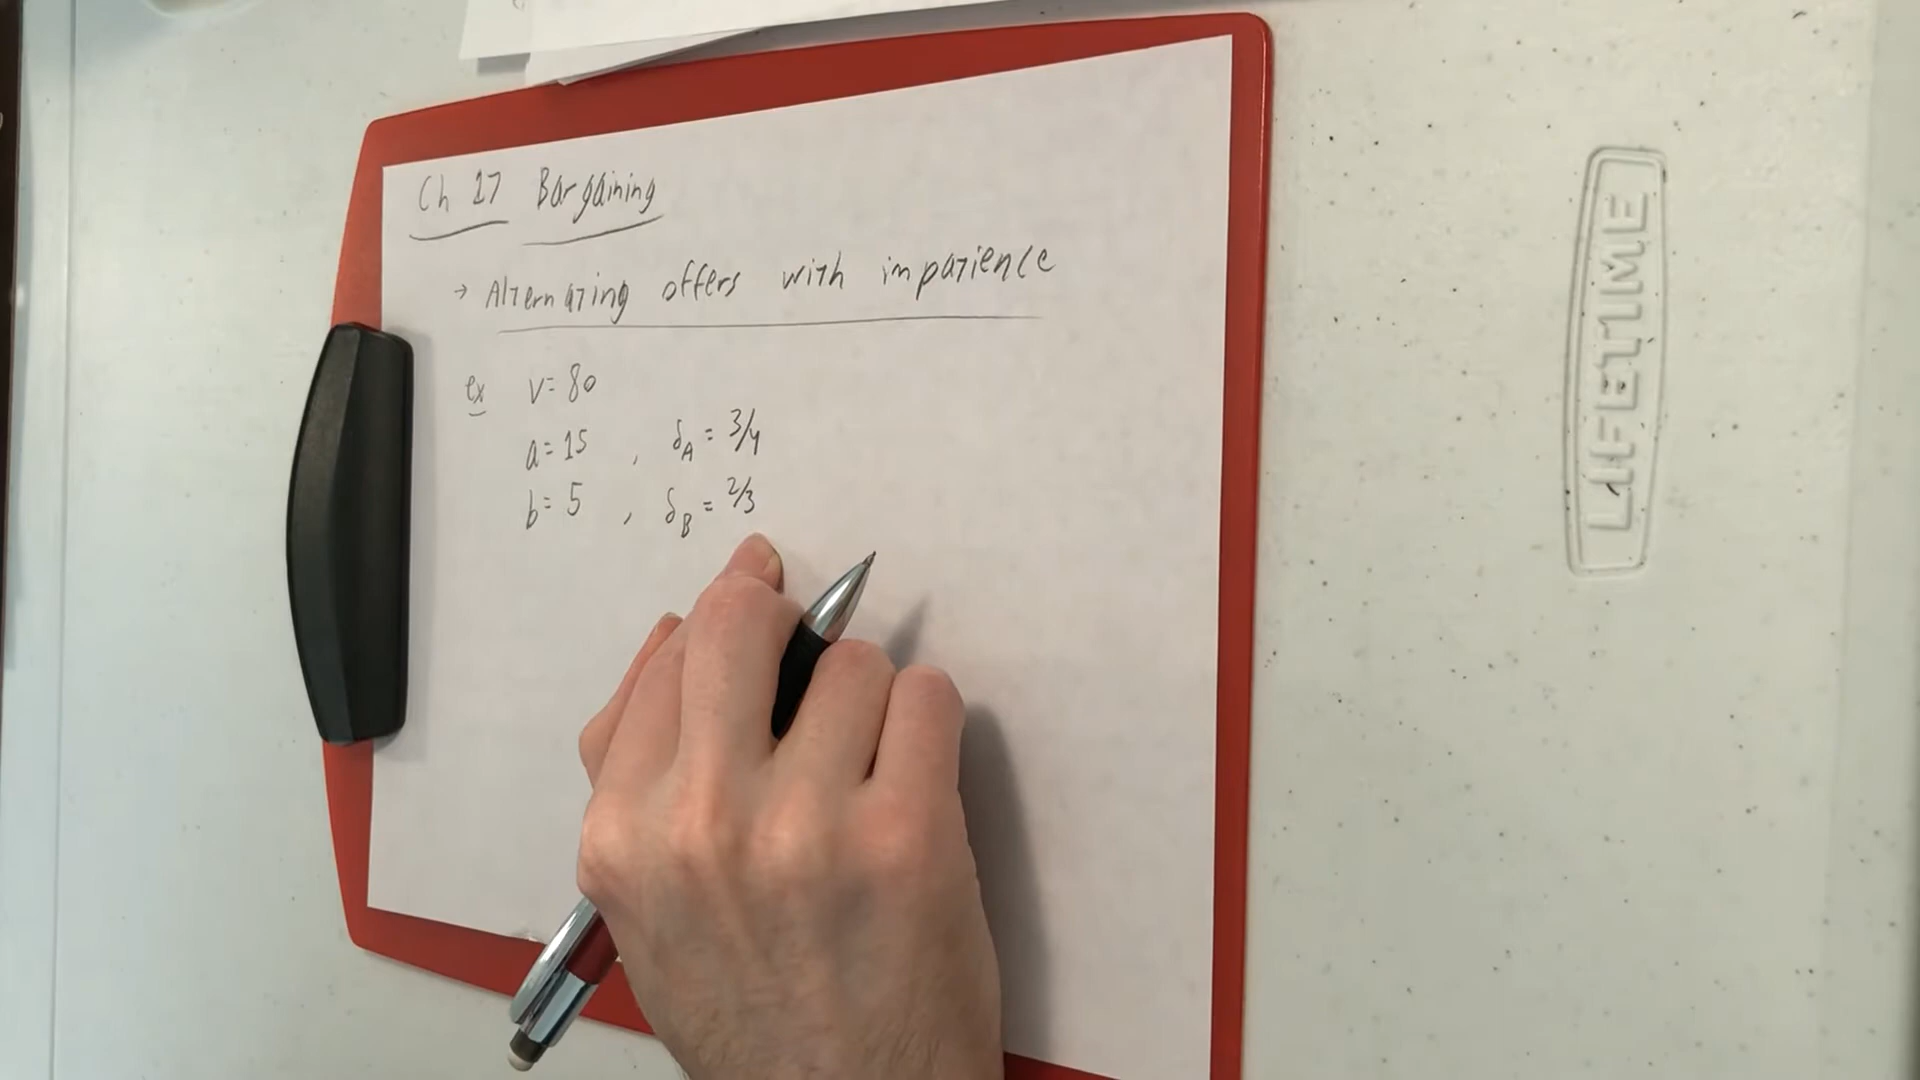 Ch 17 Bargaining
→ Alternating offers with impatience
ex V= 80
a= 15 , δA = 3/4
b= 5 , δB = 2/3
LIFETIME